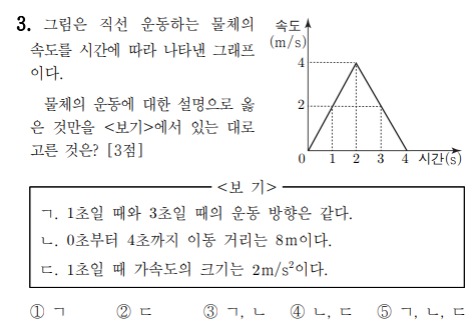 3. 그림은 직선 운동하는 물체의
속도를 시간에 따라 나타낸 그래프
이다.
물체의 운동에 대한 설명으로 옳
은 것만을 <보기>에서 있는 대로
고른 것은? [3점]
속도
(m/s)
4
2
0 1 2 3 4 시간(s)
<보 기>
ㄱ. 1초일 때와 3초일 때의 운동 방향은 같다.
ㄴ. 0초부터 4초까지 이동 거리는 8m이다.
ㄷ. 1초일 때 가속도의 크기는 2m/s²이다.
① ㄱ ② ㄷ ③ ㄱ, ㄴ ④ ㄴ, ㄷ ⑤ ㄱ, ㄴ, ㄷ